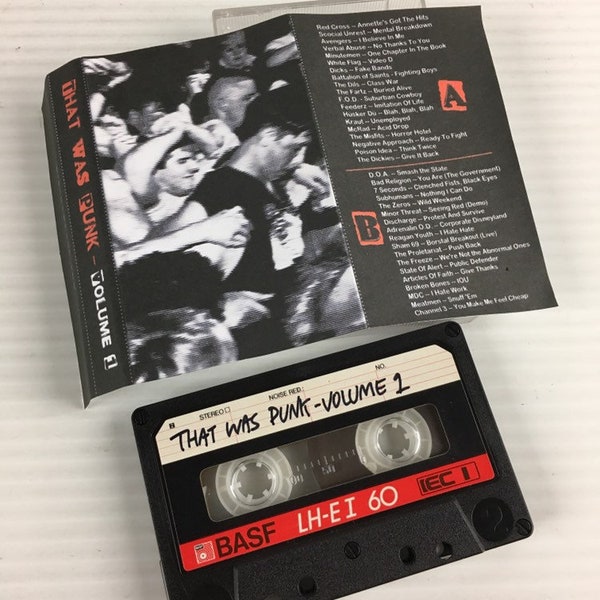 THAT WAS PUNK – VOLUME 1
Red Cross – Annette's Got The Hits
Scocial Unrest – Mental Breakdown
Avengers – I Believe In Me
Verbal Abuse – No Thanks To You
Minutemen – One Chapter In The Book
White Flag – Video D
Dicks – Fake Bands
Battalion of Saints - Fighting Boys
The Dils – Class War
The Fartz – Buried Alive
F.O.D. – Suburban Cowboy
Feederz – Imitation Of Life
Husker Du – Blah, Blah, Blah
Kraut – Unemployed
McRad – Acid Drop
The Misfits – Horror Hotel
Negative Approach – Ready To Fight
Poison Idea – Think Twice
The Dickies – Give It Back
A
D.O.A. – Smash the State
Bad Religion – You Are (The Government)
7 Seconds – Clenched Fists, Black Eyes
Subhumans – Nothing I Can Do
The Zeros – Wild Weekend
Minor Threat – Seeing Red (Demo)
Discharge – Protest And Survive
Adrenalin O.D. – Corporate Disneyland
Reagan Youth – I Hate Hate
Sham 69 – Borstal Breakout (Live)
The Proletariat – Push Back
The Freeze – We're Not the Abnormal Ones
State Of Alert – Public Defender
Articles Of Faith – Give Thanks
Broken Bones – IOU
MDC – I Hate Work
Meatmen – Snuff 'Em
Channel 3 – You Make Me Feel Cheap
B
STEREO NOISE RED. NO.
THAT WAS PUNK - VOLUME 1
BASF LH-EI 60 IEC I
2